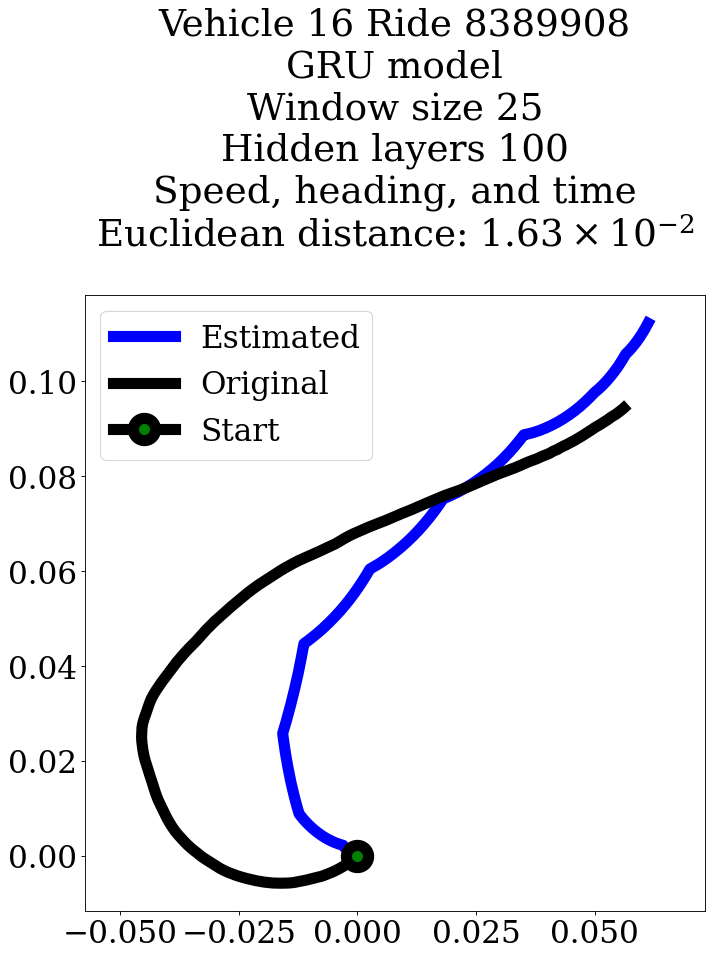 Vehicle 16 Ride 8389908
GRU model
Window size 25
Hidden layers 100
Speed, heading, and time
Euclidean distance: 1.63 × 10⁻²
Estimated
Original
Start
0.10
0.08
0.06
0.04
0.02
0.00
−0.050 −0.025 0.000 0.025 0.050